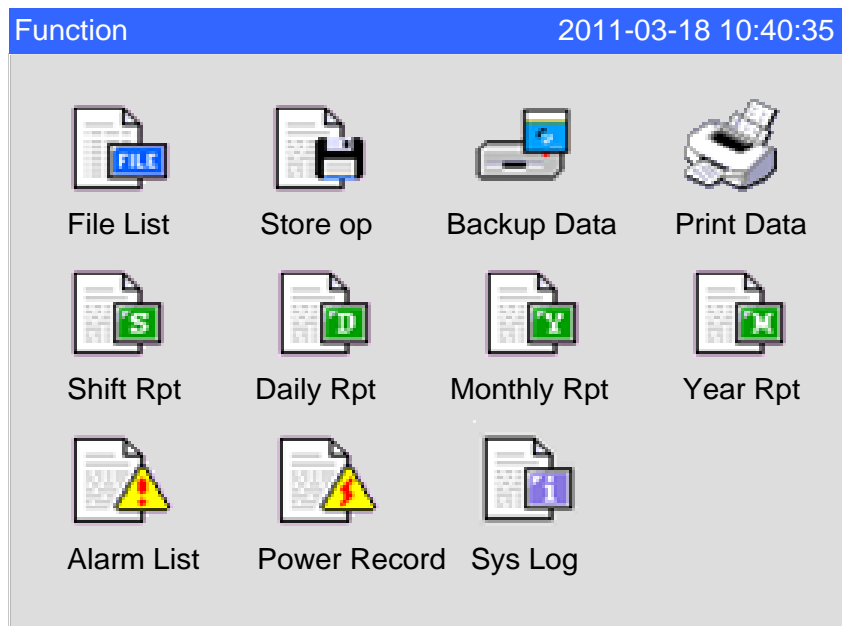 Function 2011-03-18 10:40:35
FILE
File List Store op Backup Data Print Data
S D Y M
Shift Rpt Daily Rpt Monthly Rpt Year Rpt
i
Alarm List Power Record Sys Log